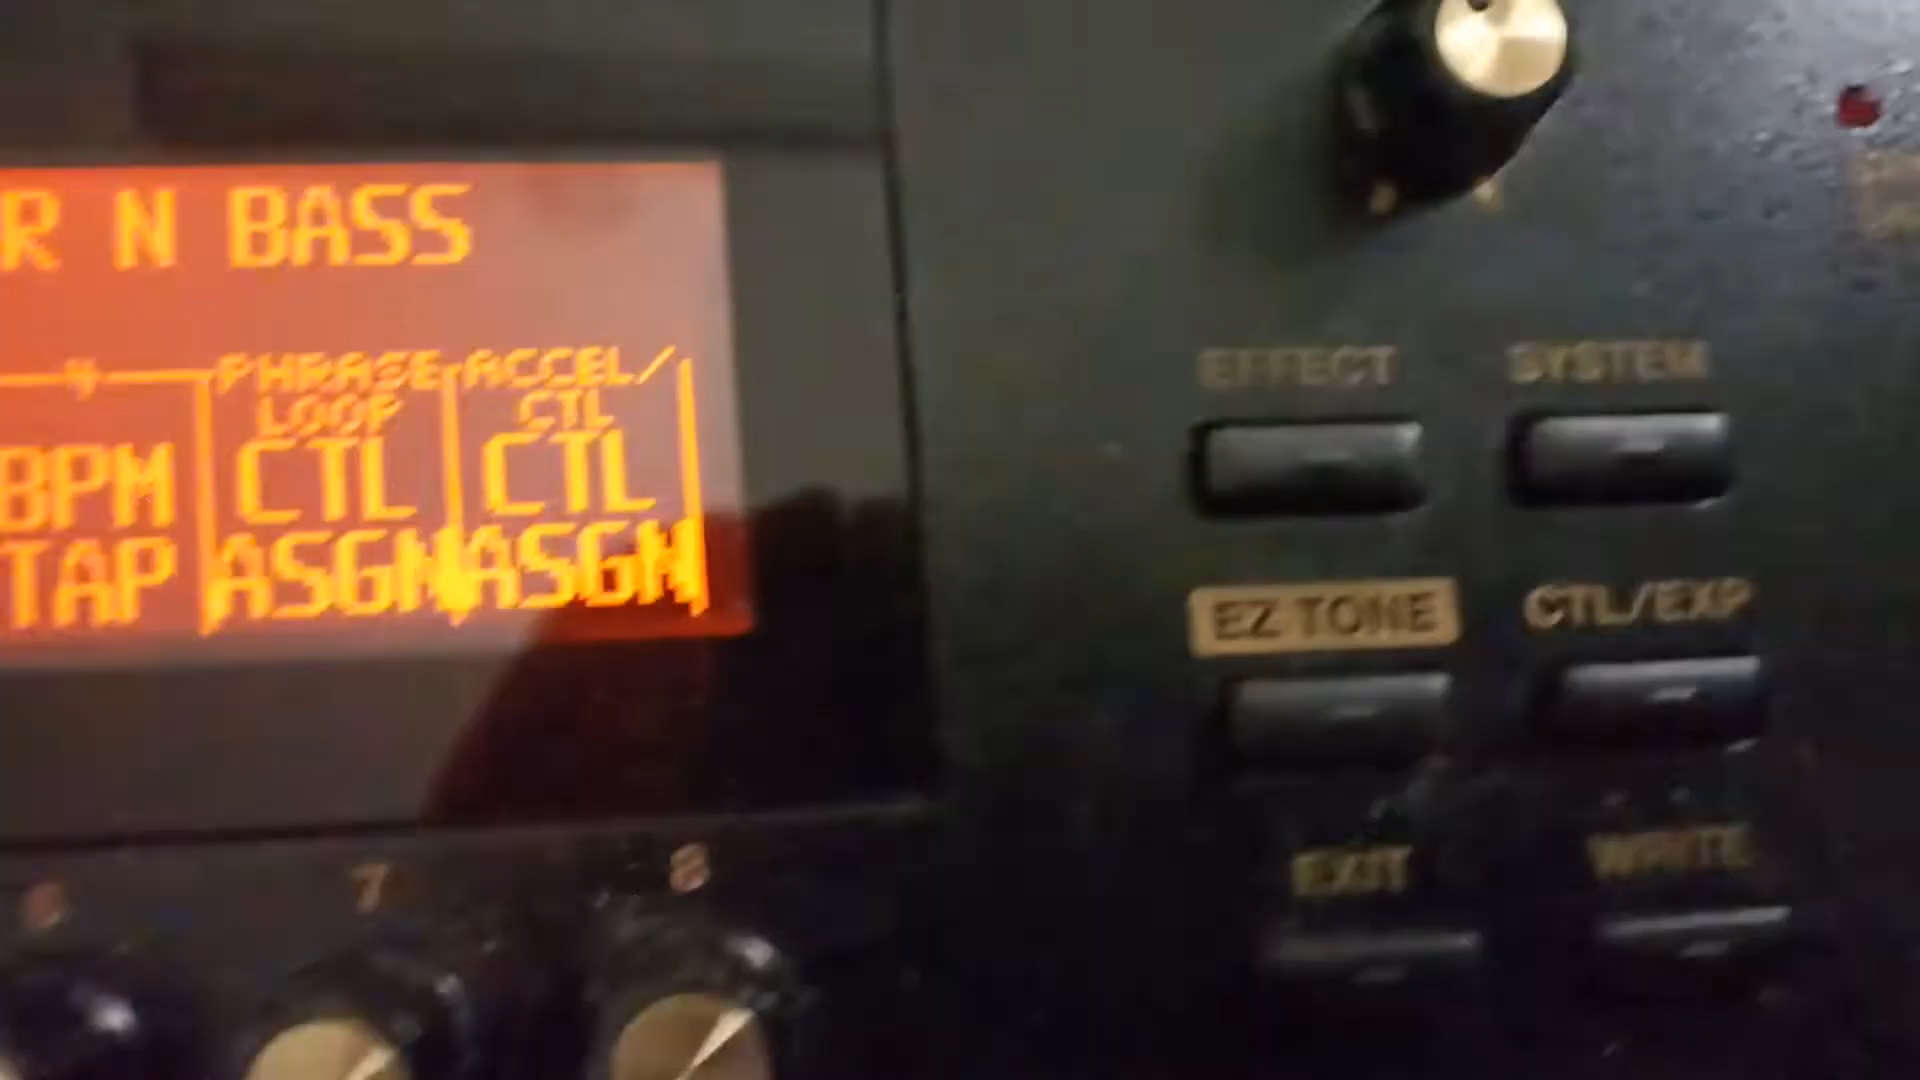 R N BASS
4 PHRASE ACCEL/
LOOP CTL
BPM CTL CTL
TAP ASGN ASGN
EFFECT SYSTEM
EZ TONE CTL/EXP
EXIT WRITE
6 7 8